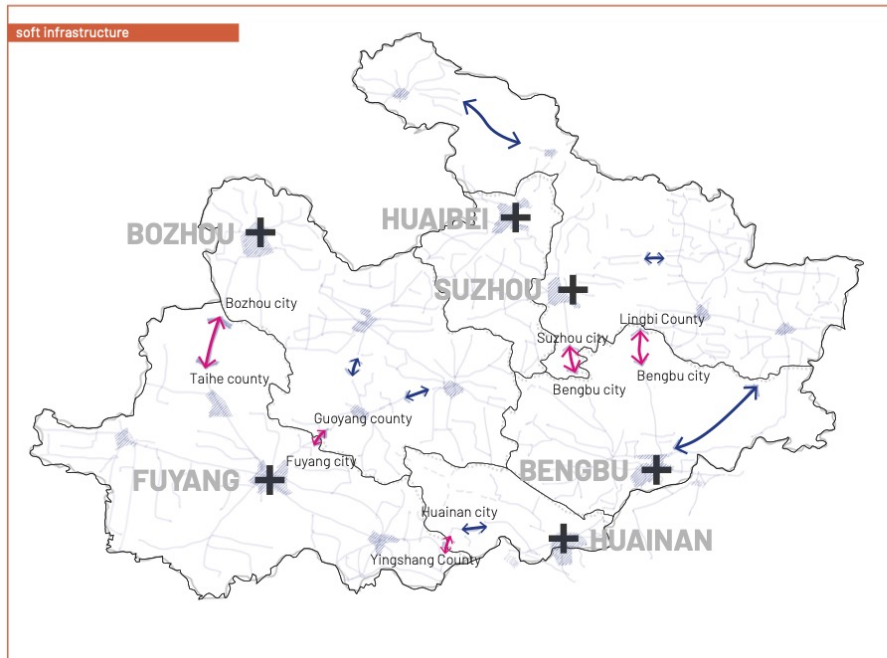 soft infrastructure
HUAIBEI
BOZHOU
SUZHOU
Bozhou city
Lingbi County
Suzhou city
Taihe county
Bengbu city
Bengbu city
Guoyang county
Fuyang city
FUYANG
BENGBU
Huainan city
HUAINAN
Yingshang County